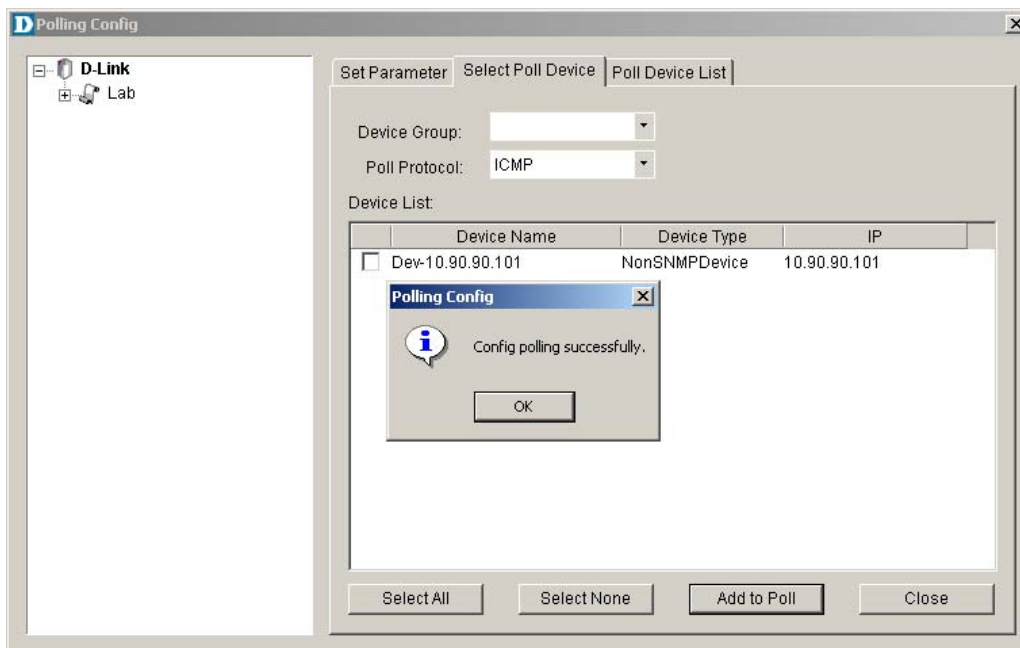 Polling Config
D-Link
Lab
Set Parameter
Select Poll Device
Poll Device List
Device Group:
Poll Protocol: ICMP
Device List:
Device Name Device Type IP
Dev-10.90.90.101 NonSNMPDevice 10.90.90.101
Polling Config
Config polling successfully.
OK
Select All
Select None
Add to Poll
Close